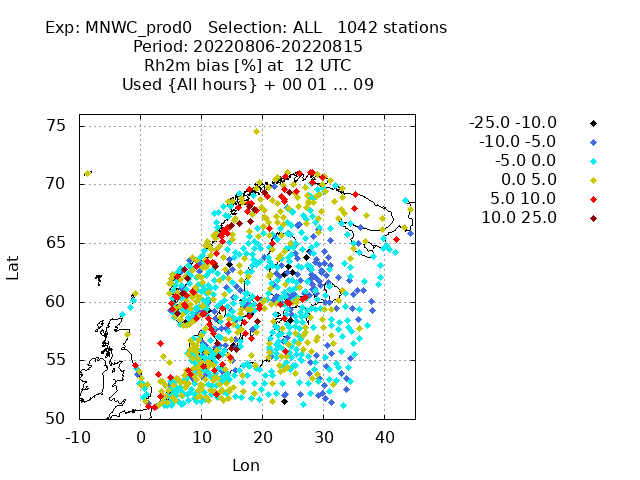 Exp: MNWC_prod0   Selection: ALL   1042 stations
Period: 20220806-20220815
Rh2m bias [%] at  12 UTC
Used {All hours} + 00 01 ... 09
-25.0 -10.0
-10.0 -5.0
-5.0 0.0
0.0 5.0
5.0 10.0
10.0 25.0
75
70
65
60
55
50
Lat
-10 0 10 20 30 40
Lon